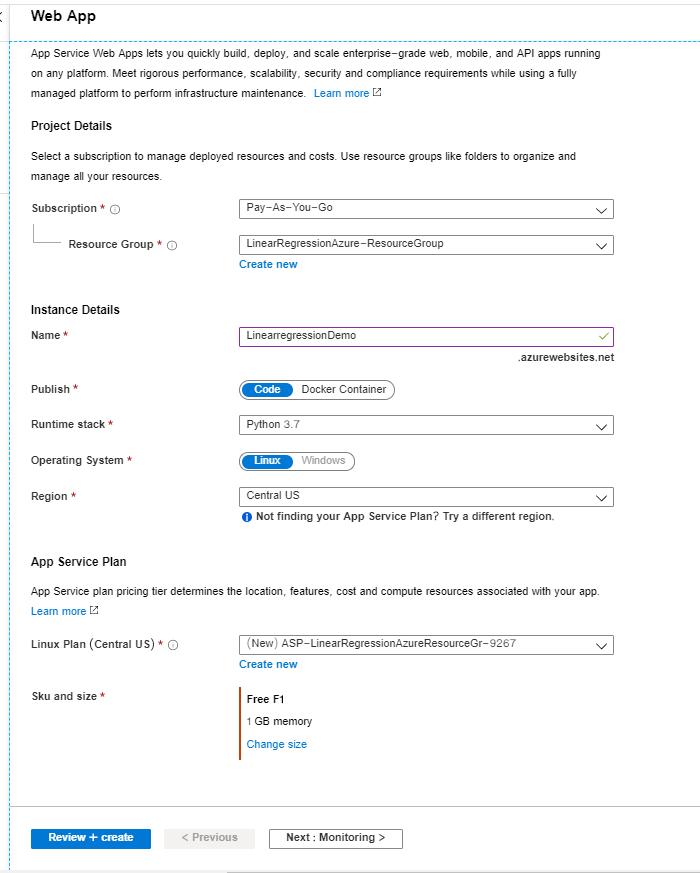 Web App
App Service Web Apps lets you quickly build, deploy, and scale enterprise-grade web, mobile, and API apps running
on any platform. Meet rigorous performance, scalability, security and compliance requirements while using a fully
managed platform to perform infrastructure maintenance. Learn more
Project Details
Select a subscription to manage deployed resources and costs. Use resource groups like folders to organize and
manage all your resources.
Subscription * Pay-As-You-Go
Resource Group * LinearRegressionAzure-ResourceGroup
Create new
Instance Details
Name * LinearregressionDemo
.azurewebsites.net
Publish * Code Docker Container
Runtime stack * Python 3.7
Operating System * Linux Windows
Region * Central US
Not finding your App Service Plan? Try a different region.
App Service Plan
App Service plan pricing tier determines the location, features, cost and compute resources associated with your app.
Learn more
Linux Plan (Central US) * (New) ASP-LinearRegressionAzureResourceGr-9267
Create new
Sku and size * Free F1
1 GB memory
Change size
Review + create < Previous Next : Monitoring >